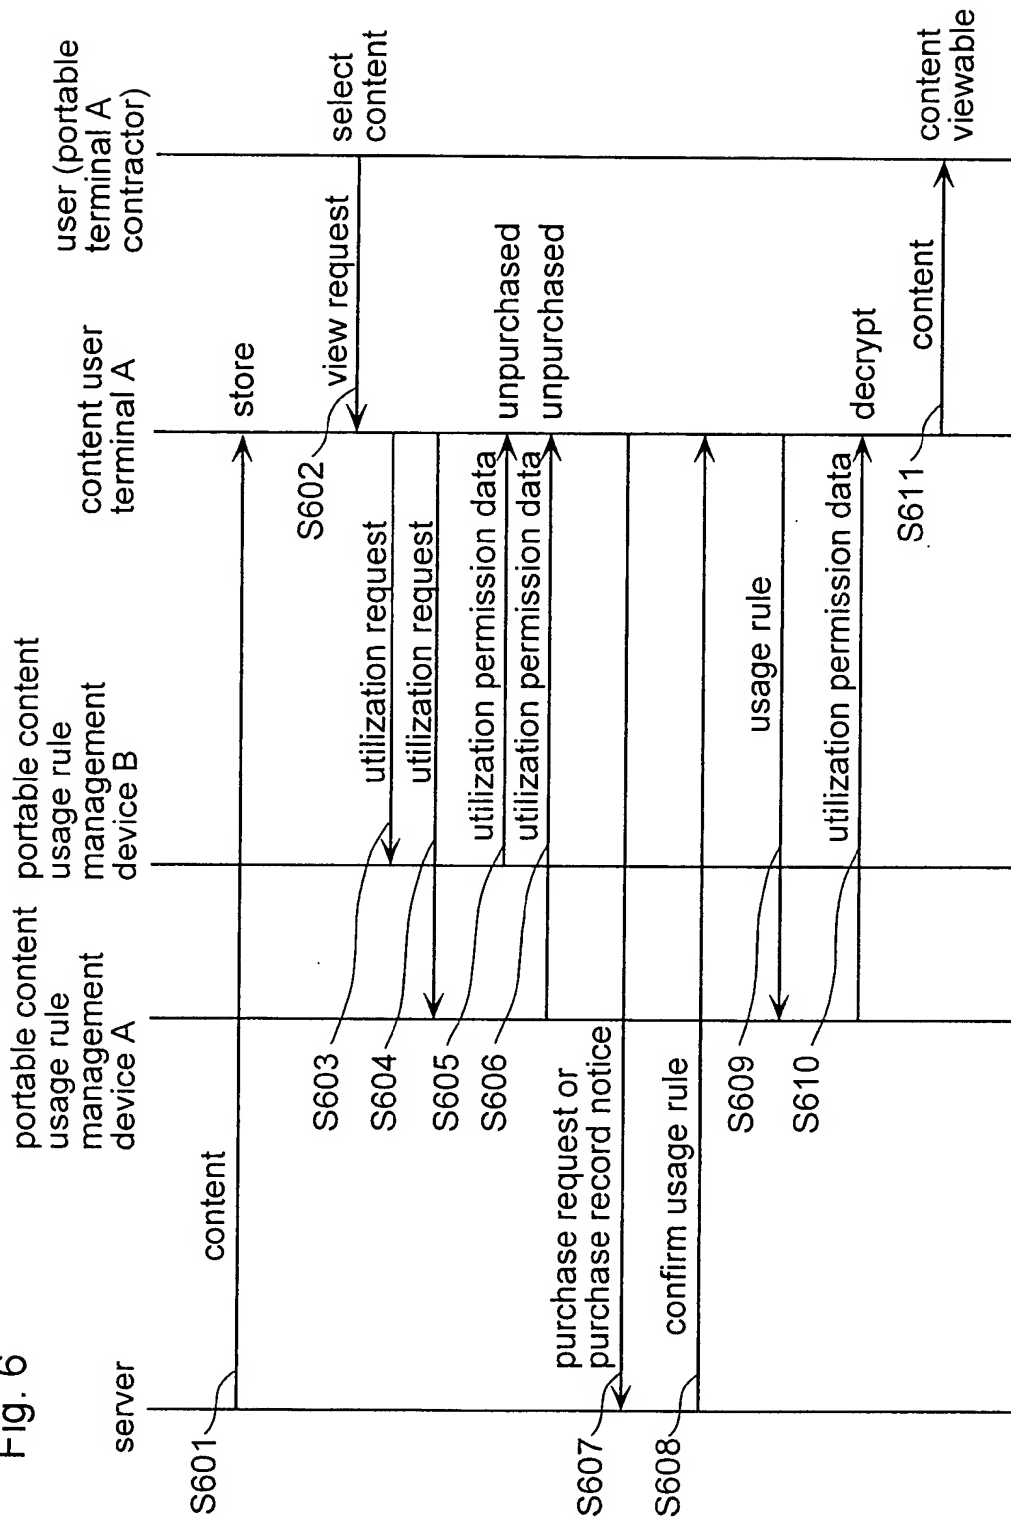 Fig. 6
server
portable content
usage rule
management
device A
portable content
usage rule
management
device B
content user
terminal A
user (portable
terminal A
contractor)
S601
content
store
S602
view request
select
content
S603
utilization request
S604
utilization request
S605
utilization permission data
unpurchased
S606
utilization permission data
unpurchased
S607
purchase request or
purchase record notice
S608
confirm usage rule
S609
usage rule
S610
utilization permission data
decrypt
S611
content
content
viewable